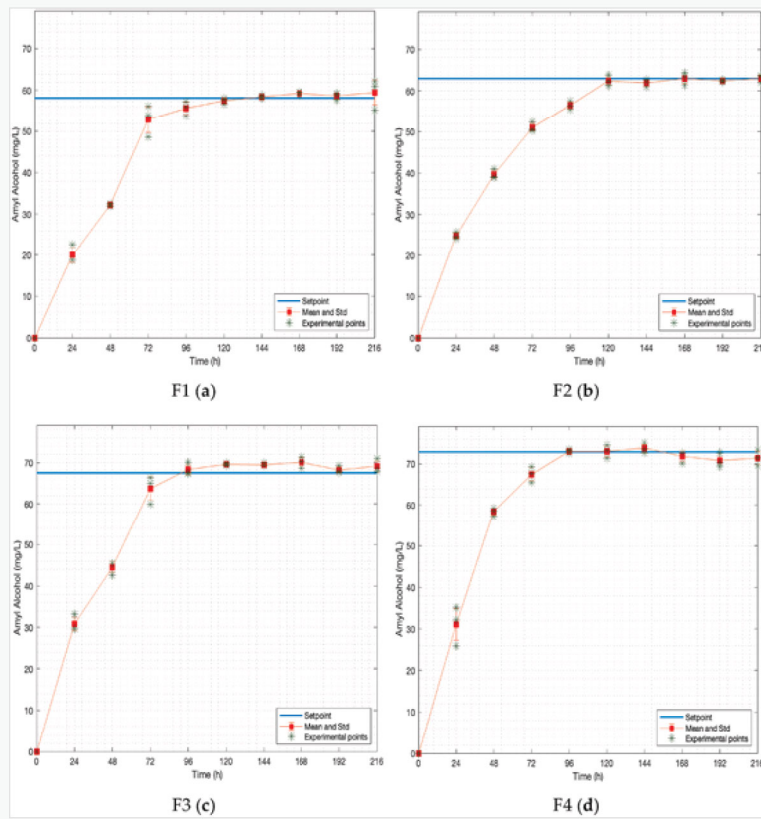 Amyl Alcohol (mg/L)
70
60
50
40
30
20
10
0
Setpoint
Mean and Std
Experimental points
0 24 48 72 96 120 144 168 192 216
Time (h)
F1 (a)
Amyl Alcohol (mg/L)
70
60
50
40
30
20
10
0
Setpoint
Mean and Std
Experimental points
0 24 48 72 96 120 144 168 192 216
Time (h)
F2 (b)
Amyl Alcohol (mg/L)
70
60
50
40
30
20
10
0
Setpoint
Mean and Std
Experimental points
0 24 48 72 96 120 144 168 192 216
Time (h)
F3 (c)
Amyl Alcohol (mg/L)
70
60
50
40
30
20
10
0
Setpoint
Mean and Std
Experimental points
0 24 48 72 96 120 144 168 192 216
Time (h)
F4 (d)